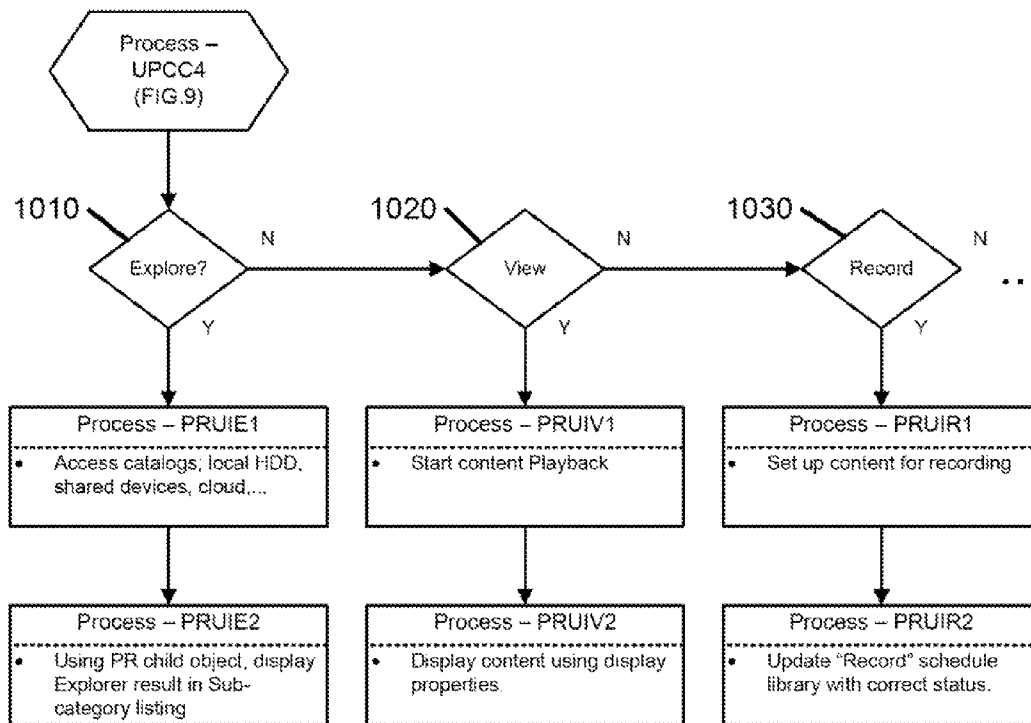 Process –
UPCC4
(FIG.9)
1010
1020
1030
Explore?
N
View
N
Record
N
..
Y
Y
Y
Process – PRUIE1
• Access catalogs; local HDD,
shared devices, cloud,...
Process – PRUIV1
• Start content Playback
Process – PRUIR1
• Set up content for recording
Process – PRUIE2
• Using PR child object, display
Explorer result in Sub-
category listing
Process – PRUIV2
• Display content using display
properties.
Process – PRUIR2
• Update "Record" schedule
library with correct status.